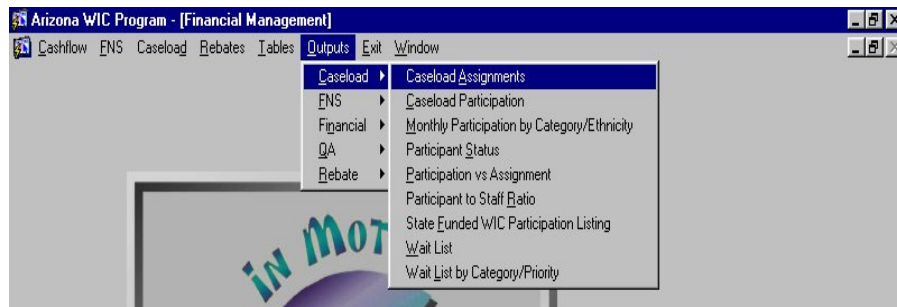 Arizona WIC Program - [Financial Management]
Cashflow FNS Caseload Rebates Tables Outputs Exit Window
Caseload
FNS
Financial
QA
Rebate
Caseload Assignments
Caseload Participation
Monthly Participation by Category/Ethnicity
Participant Status
Participation vs Assignment
Participant to Staff Ratio
State Funded WIC Participation Listing
Wait List
Wait List by Category/Priority
IN MOT